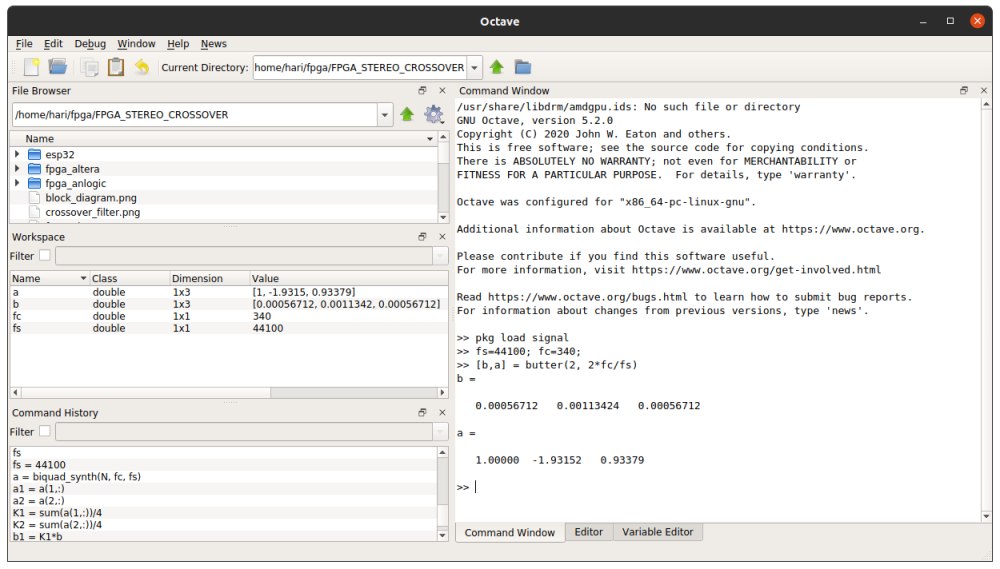 Octave
File Edit Debug Window Help News
Current Directory: home/hari/fpga/FPGA_STEREO_CROSSOVER
File Browser
/home/hari/fpga/FPGA_STEREO_CROSSOVER
Name
esp32
fpga_altera
fpga_anlogic
block_diagram.png
crossover_filter.png
Workspace
Filter
Name Class Dimension Value
a double 1x3 [1, -1.9315, 0.93379]
b double 1x3 [0.00056712, 0.0011342, 0.00056712]
fc double 1x1 340
fs double 1x1 44100
Command History
Filter
fs
fs = 44100
a = biquad_synth(N, fc, fs)
a1 = a(1,:)
a2 = a(2,:)
K1 = sum(a(1,:))/4
K2 = sum(a(2,:))/4
b1 = K1*b
Command Window
/usr/share/libdrm/amdgpu.ids: No such file or directory
GNU Octave, version 5.2.0
Copyright (C) 2020 John W. Eaton and others.
This is free software; see the source code for copying conditions.
There is ABSOLUTELY NO WARRANTY; not even for MERCHANTABILITY or
FITNESS FOR A PARTICULAR PURPOSE.  For details, type 'warranty'.
Octave was configured for "x86_64-pc-linux-gnu".
Additional information about Octave is available at https://www.octave.org.
Please contribute if you find this software useful.
For more information, visit https://www.octave.org/get-involved.html
Read https://www.octave.org/bugs.html to learn how to submit bug reports.
For information about changes from previous versions, type 'news'.
>> pkg load signal
>> fs=44100; fc=340;
>> [b,a] = butter(2, 2*fc/fs)
b =
0.00056712   0.00113424   0.00056712
a =
1.00000  -1.93152   0.93379
>>
Command Window Editor Variable Editor